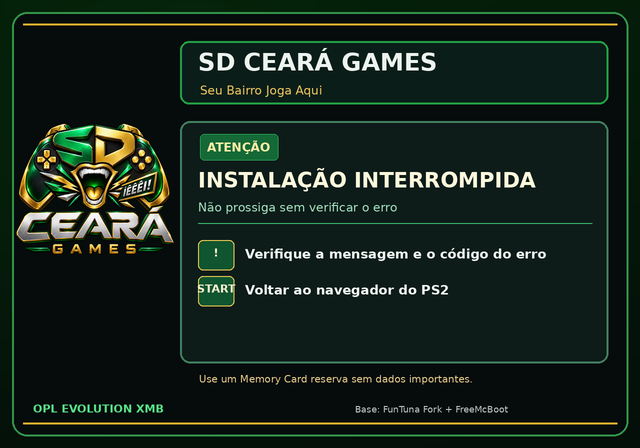 SD CEARÁ GAMES
Seu Bairro Joga Aqui
SD
IÊÊÊI!
CEARÁ
GAMES
ATENÇÃO
INSTALAÇÃO INTERROMPIDA
Não prossiga sem verificar o erro
! Verifique a mensagem e o código do erro
START Voltar ao navegador do PS2
Use um Memory Card reserva sem dados importantes.
OPL EVOLUTION XMB
Base: FunTuna Fork + FreeMcBoot